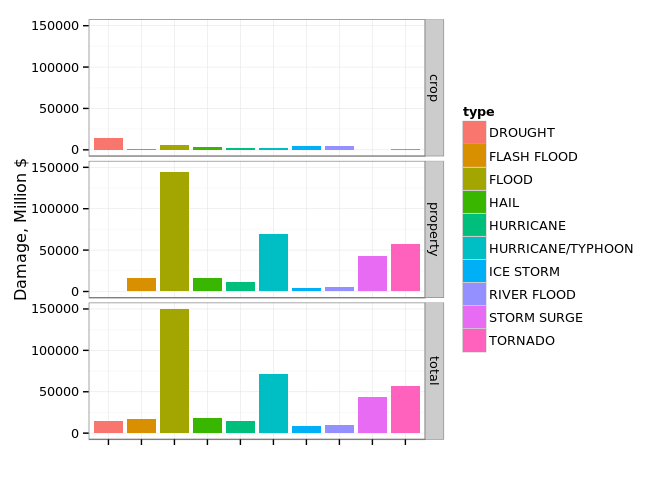 Damage, Million $
150000
100000
50000
0
crop
150000
100000
50000
0
property
150000
100000
50000
0
total
type
DROUGHT
FLASH FLOOD
FLOOD
HAIL
HURRICANE
HURRICANE/TYPHOON
ICE STORM
RIVER FLOOD
STORM SURGE
TORNADO